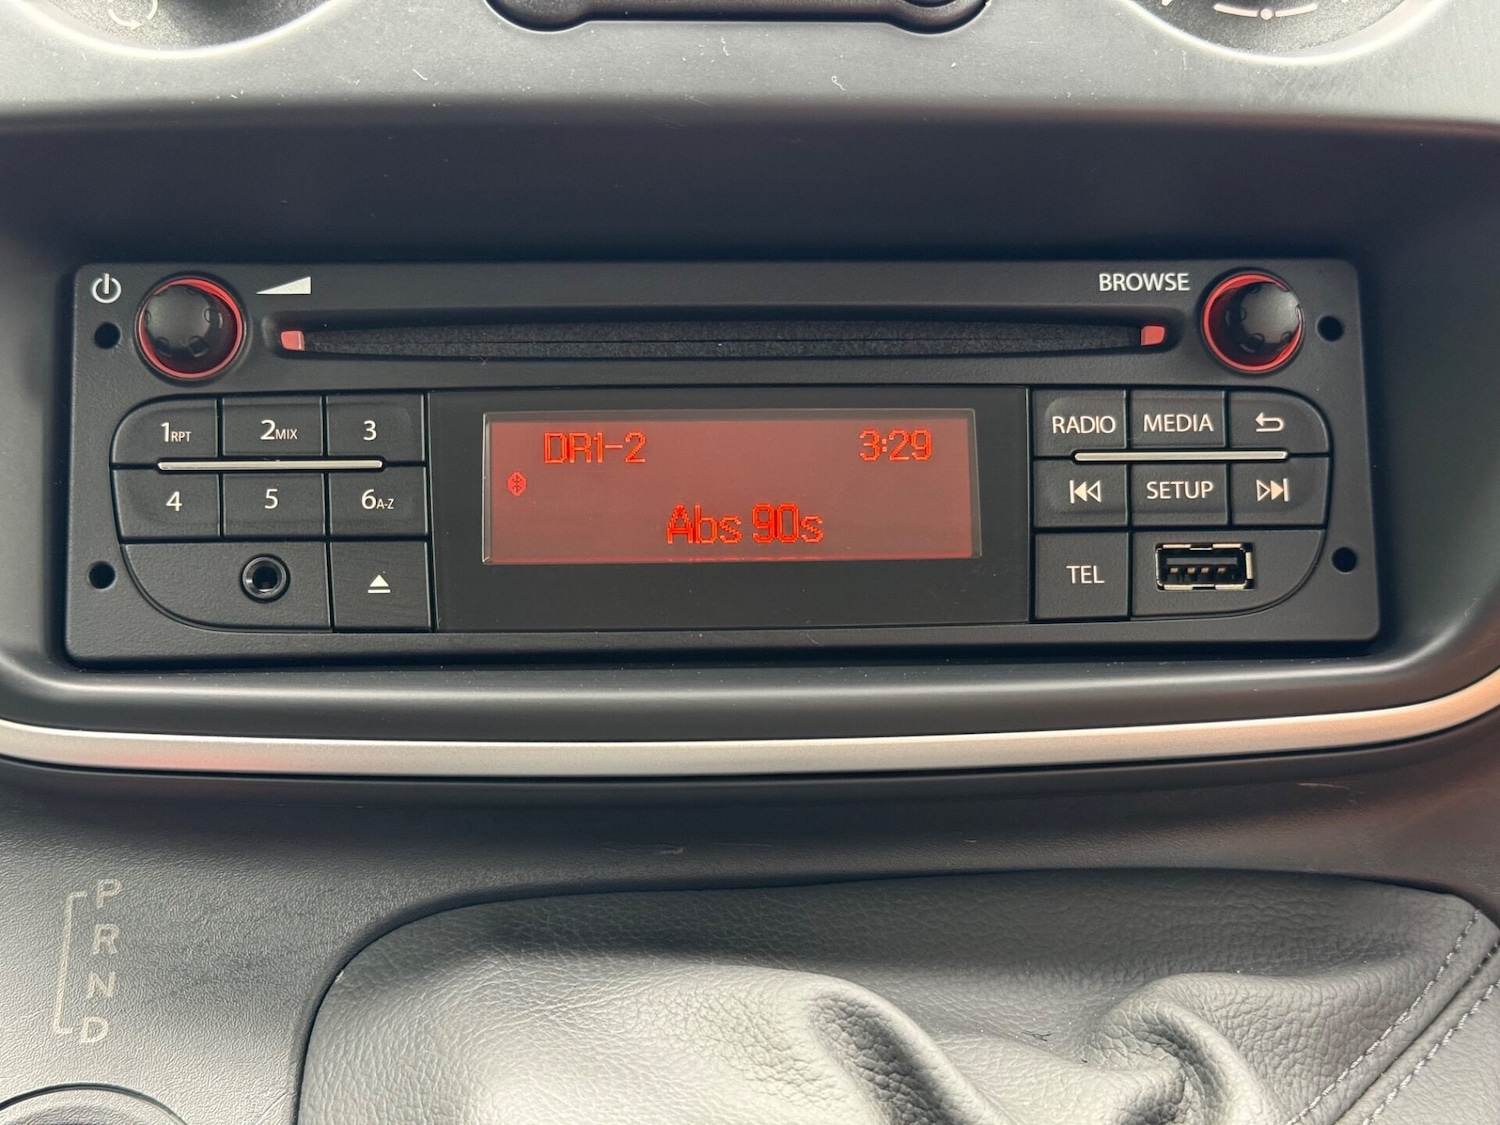 BROWSE
1RPT 2MIX 3
4 5 6A-Z
DR1-2 3:29
Abs 90s
RADIO MEDIA
SETUP
TEL
P
R
N
D